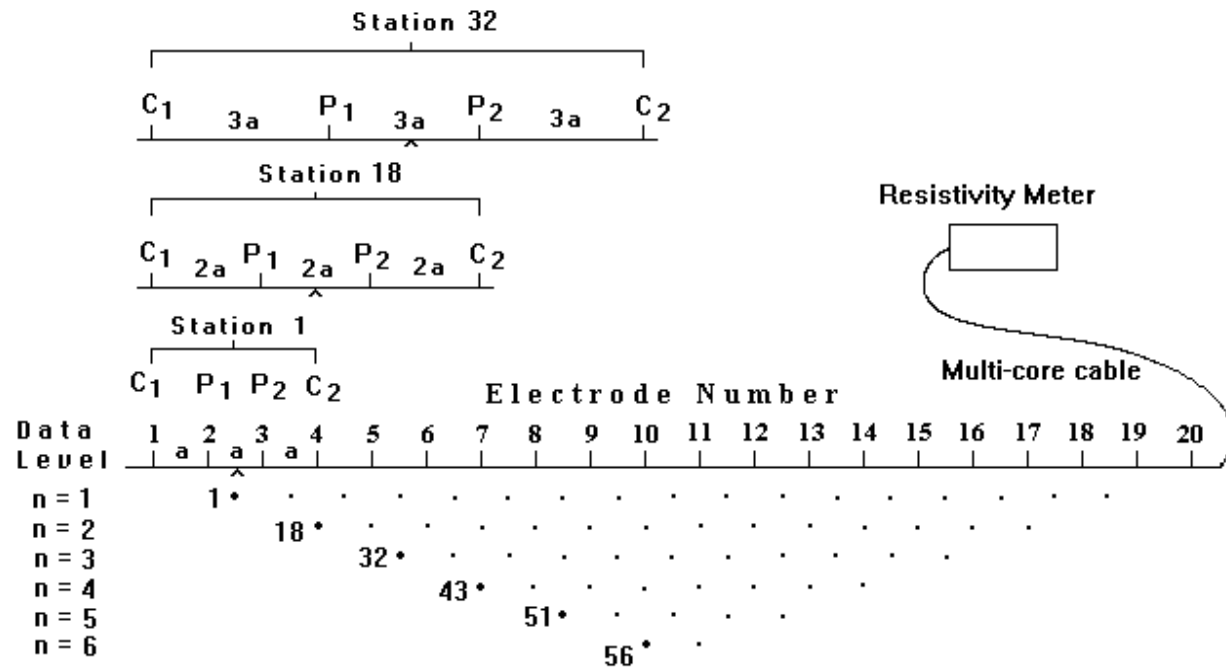 Station 32
C1 P1 P2 C2
3a 3a 3a
Station 18
C1 P1 P2 C2
2a 2a 2a
Resistivity Meter
Station 1
C1 P1 P2 C2
Multi-core cable
Electrode Number
Data Level
1 2 3 4 5 6 7 8 9 10 11 12 13 14 15 16 17 18 19 20
a a a
n = 1 1
n = 2 18
n = 3 32
n = 4 43
n = 5 51
n = 6 56